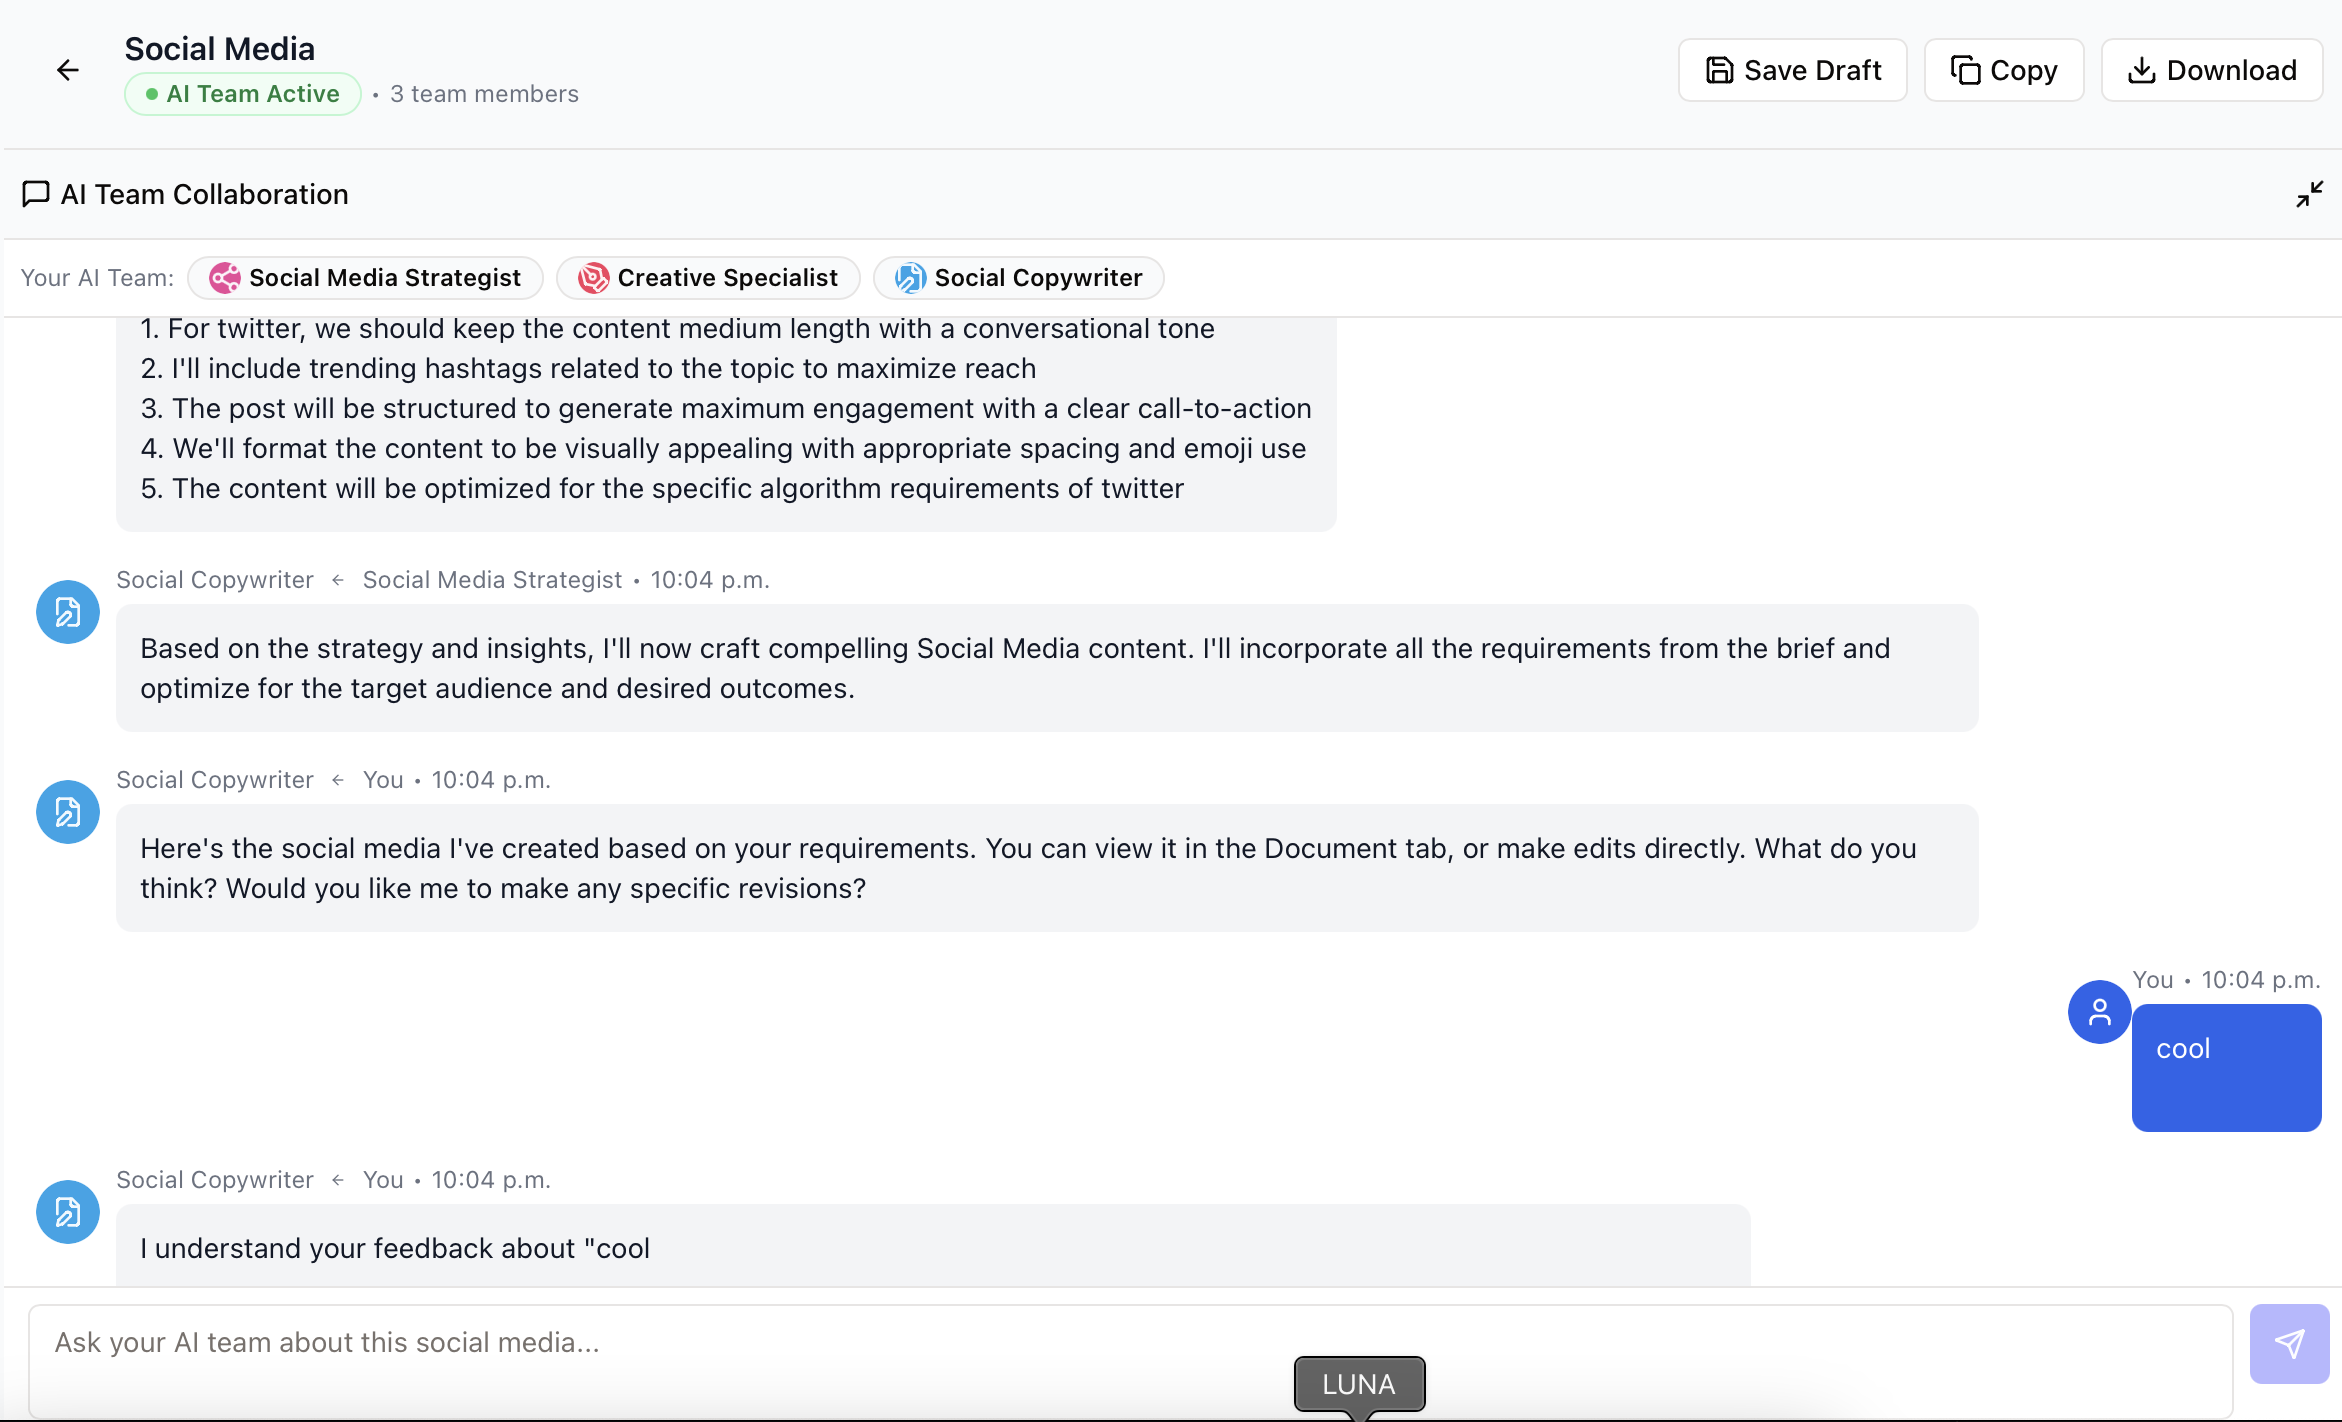 Social Media
AI Team Active • 3 team members
Save Draft
Copy
Download
AI Team Collaboration
Your AI Team:
Social Media Strategist
Creative Specialist
Social Copywriter
1. For twitter, we should keep the content medium length with a conversational tone
2. I'll include trending hashtags related to the topic to maximize reach
3. The post will be structured to generate maximum engagement with a clear call-to-action
4. We'll format the content to be visually appealing with appropriate spacing and emoji use
5. The content will be optimized for the specific algorithm requirements of twitter
Social Copywriter ← Social Media Strategist • 10:04 p.m.
Based on the strategy and insights, I'll now craft compelling Social Media content. I'll incorporate all the requirements from the brief and
optimize for the target audience and desired outcomes.
Social Copywriter ← You • 10:04 p.m.
Here's the social media I've created based on your requirements. You can view it in the Document tab, or make edits directly. What do you
think? Would you like me to make any specific revisions?
You • 10:04 p.m.
cool
Social Copywriter ← You • 10:04 p.m.
I understand your feedback about "cool
Ask your AI team about this social media...
LUNA